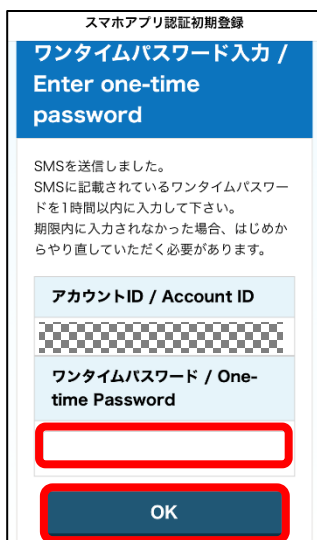 スマホアプリ認証初期登録
ワンタイムパスワード入力 /
Enter one-time
password
SMSを送信しました。
SMSに記載されているワンタイムパスワー
ドを1時間以内に入力して下さい。
期限内に入力されなかった場合、はじめか
らやり直していただく必要があります。
アカウントID / Account ID
ワンタイムパスワード / One-
time Password
OK